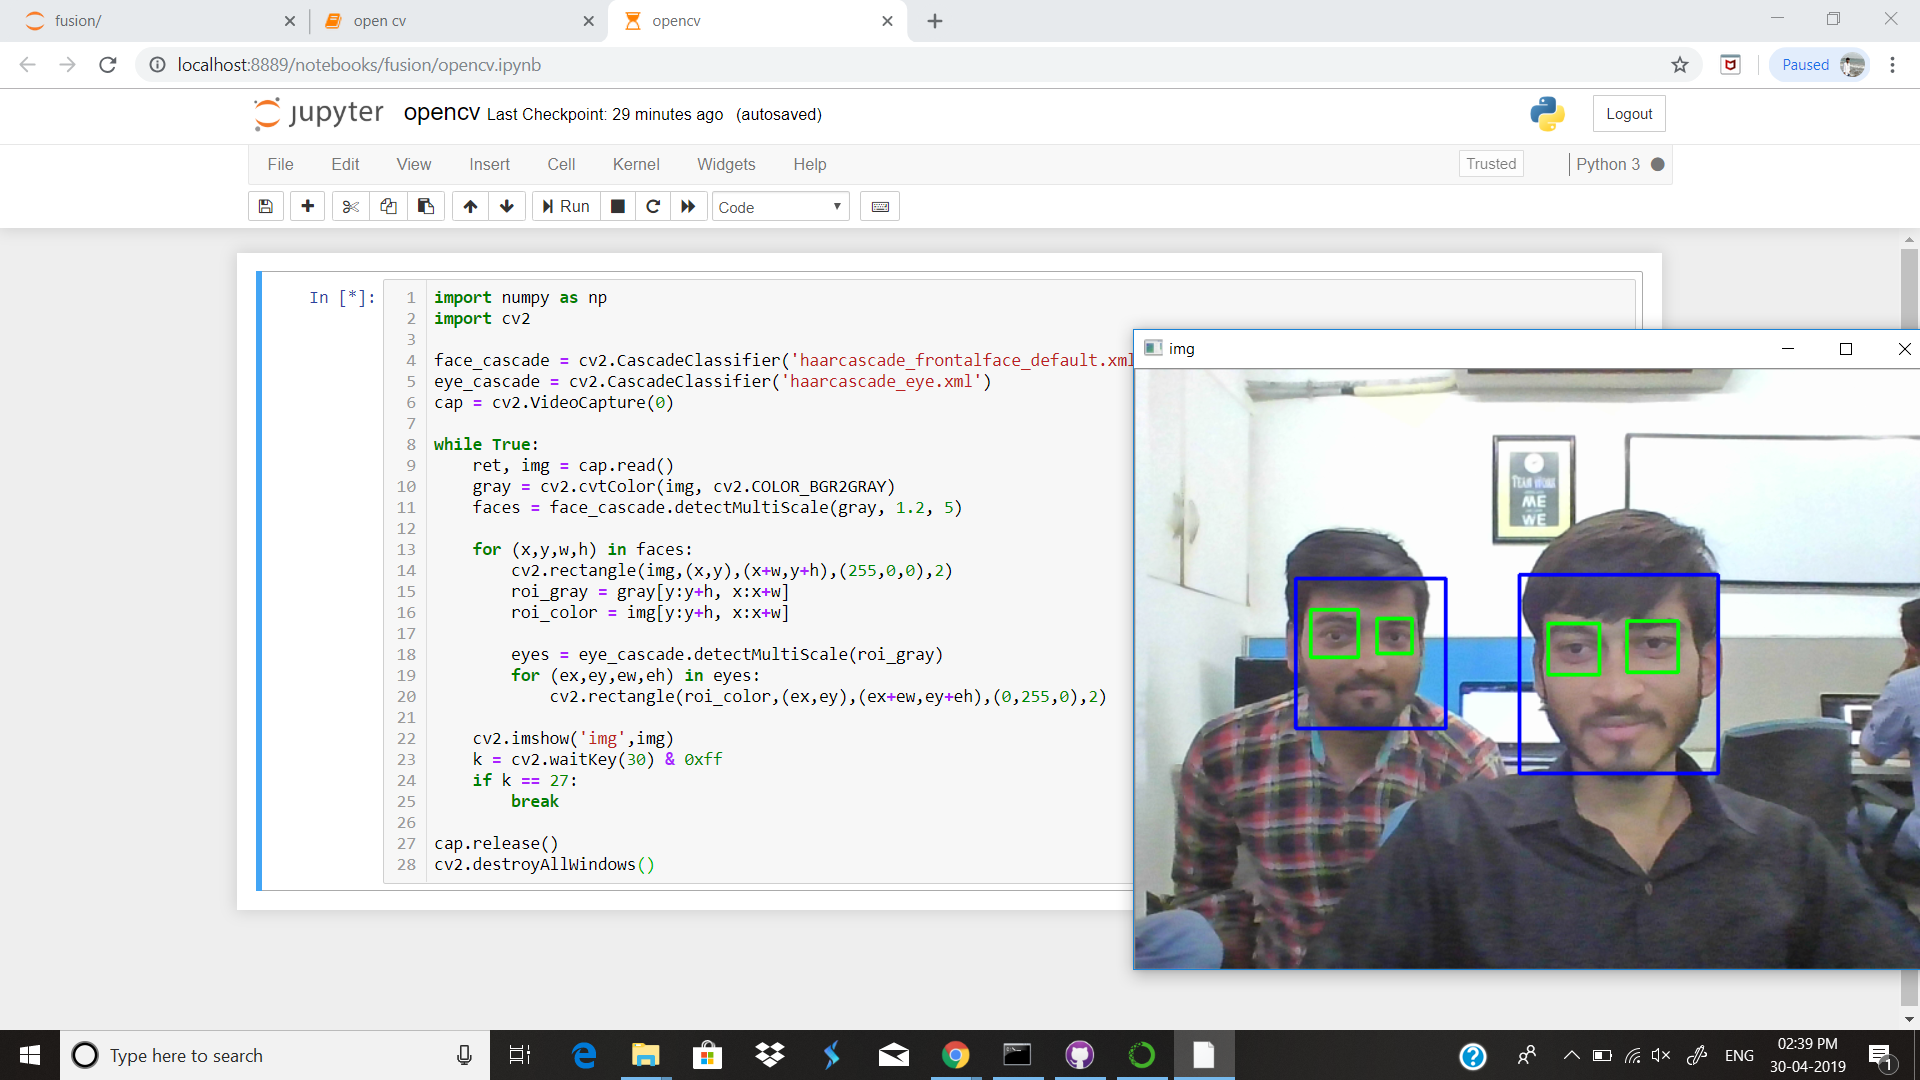 fusion/
open cv
opencv
localhost:8889/notebooks/fusion/opencv.ipynb
Paused
jupyter opencv Last Checkpoint: 29 minutes ago (autosaved)
Logout
File Edit View Insert Cell Kernel Widgets Help
Trusted
Python 3
Run
Code
In [*]:
1 import numpy as np
2 import cv2
3
4 face_cascade = cv2.CascadeClassifier('haarcascade_frontalface_default.xml
5 eye_cascade = cv2.CascadeClassifier('haarcascade_eye.xml')
6 cap = cv2.VideoCapture(0)
7
8 while True:
9     ret, img = cap.read()
10     gray = cv2.cvtColor(img, cv2.COLOR_BGR2GRAY)
11     faces = face_cascade.detectMultiScale(gray, 1.2, 5)
12
13     for (x,y,w,h) in faces:
14         cv2.rectangle(img,(x,y),(x+w,y+h),(255,0,0),2)
15         roi_gray = gray[y:y+h, x:x+w]
16         roi_color = img[y:y+h, x:x+w]
17
18         eyes = eye_cascade.detectMultiScale(roi_gray)
19         for (ex,ey,ew,eh) in eyes:
20             cv2.rectangle(roi_color,(ex,ey),(ex+ew,ey+eh),(0,255,0),2)
21
22     cv2.imshow('img',img)
23     k = cv2.waitKey(30) & 0xff
24     if k == 27:
25         break
26
27 cap.release()
28 cv2.destroyAllWindows()
img
TEAM WORK
ME
WE
Type here to search
ENG
02:39 PM
30-04-2019
1